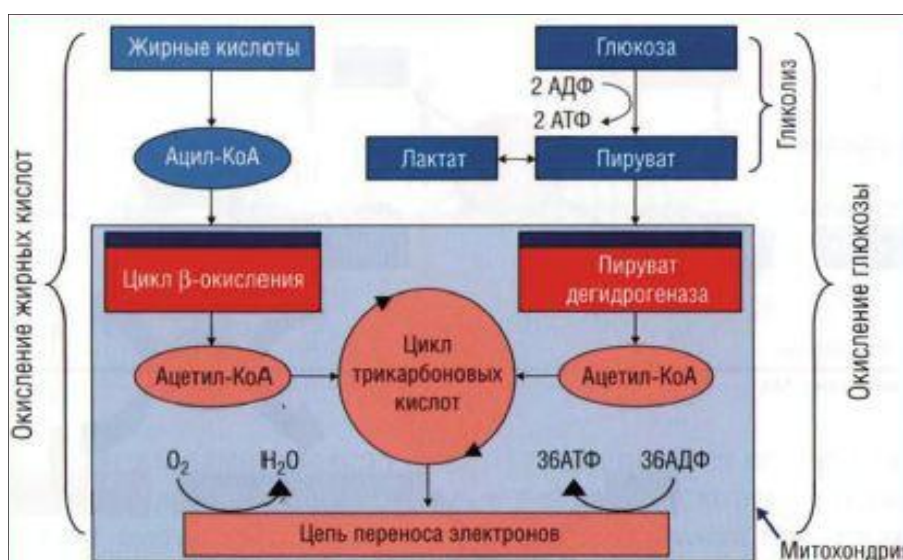 Жирные кислоты
Глюкоза
2 АДФ
2 АТФ
Гликолиз
Ацил-КоА
Лактат
Пируват
Окисление жирных кислот
Окисление глюкозы
Цикл β-окисления
Пируват
дегидрогеназа
Цикл
трикарбоновых
кислот
Ацетил-КоА
Ацетил-КоА
O₂
H₂O
36АТФ
36АДФ
Цепь переноса электронов